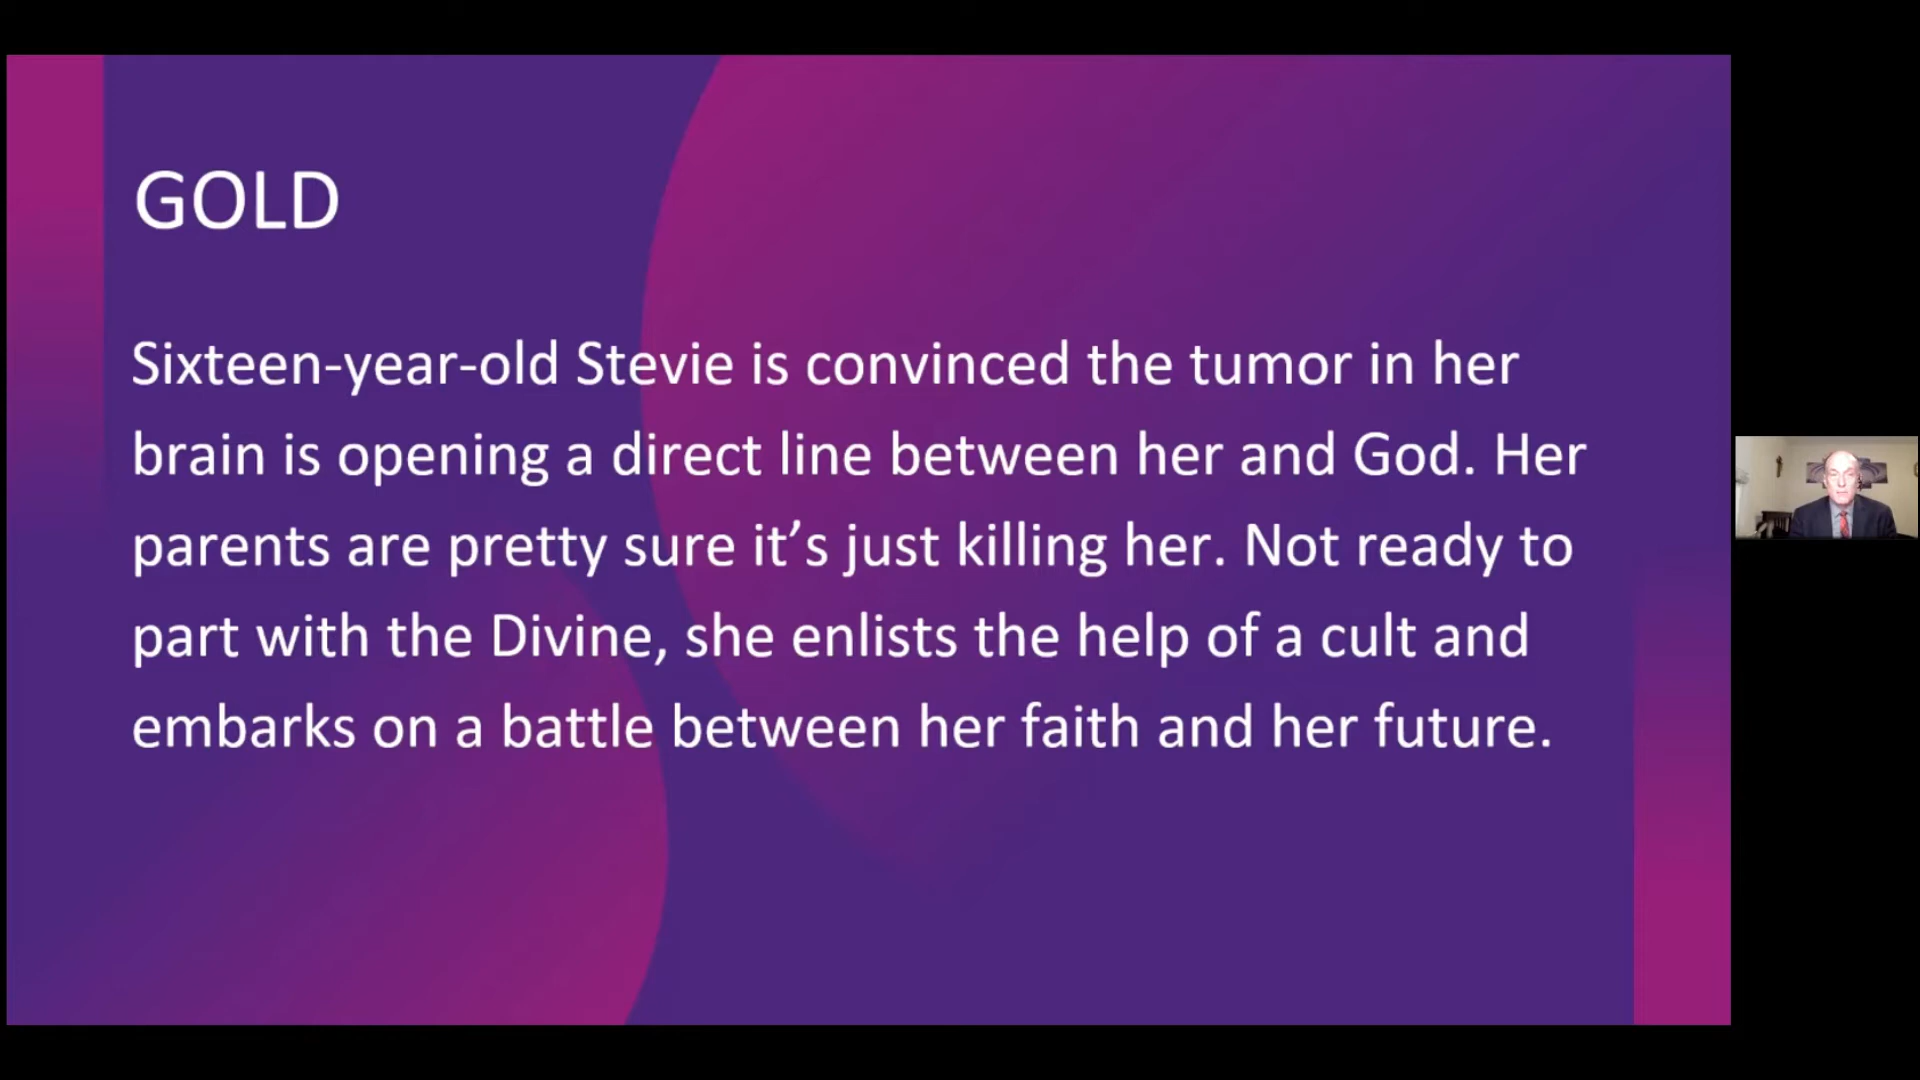 GOLD
Sixteen-year-old Stevie is convinced the tumor in her
brain is opening a direct line between her and God. Her
parents are pretty sure it’s just killing her. Not ready to
part with the Divine, she enlists the help of a cult and
embarks on a battle between her faith and her future.